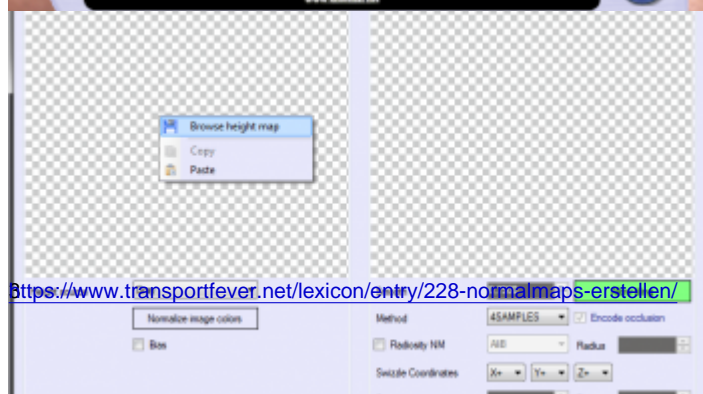 Browse height map
Copy
Paste
https://www.transportfever.net/lexicon/entry/228-normalmaps-erstellen/
Normalize image colors
Method 4SAMPLES Encode occlusion
Bias
Radiosity NM Radius
Swizzle Coordinates X+ Y+ Z+